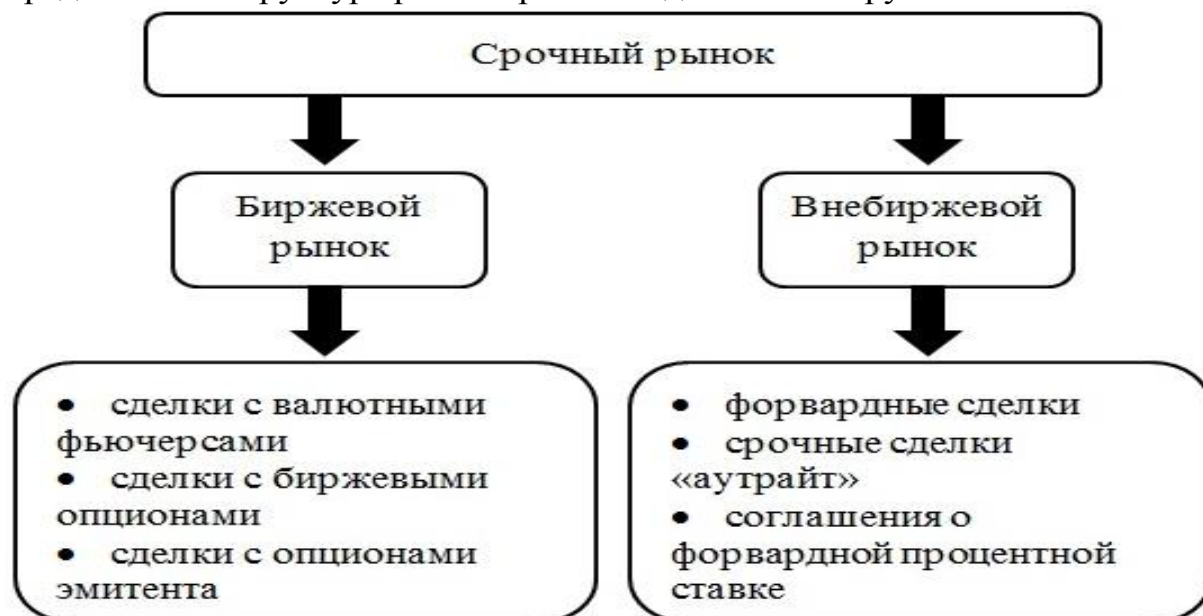 Срочный рынок
Биржевой
рынок
Внебиржевой
рынок
• сделки с валютными
фьючерсами
• сделки с биржевыми
опционами
• сделки с опционами
эмитента
• форвардные сделки
• срочные сделки
«аутрайт»
• соглашения о
форвардной процентной
ставке